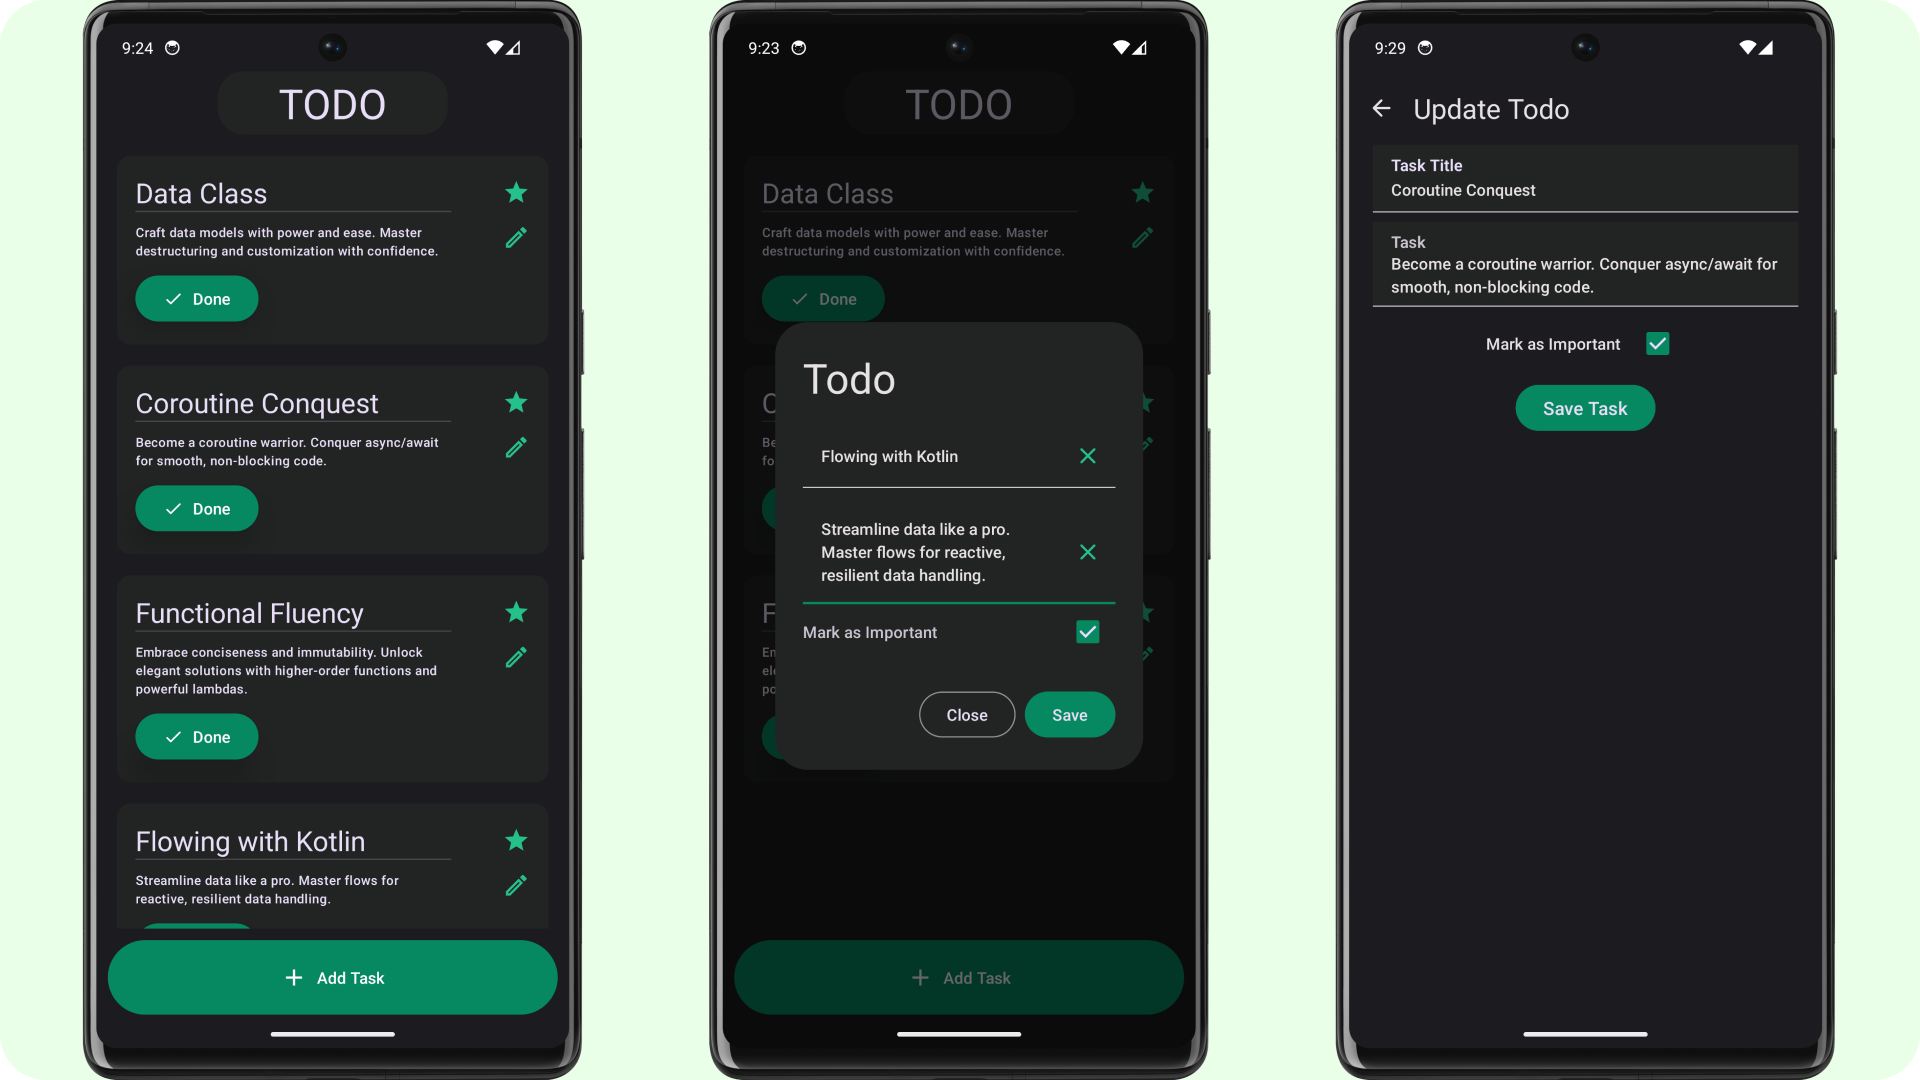 9:24
TODO
Data Class
Craft data models with power and ease. Master
destructuring and customization with confidence.
Done
Coroutine Conquest
Become a coroutine warrior. Conquer async/await
for smooth, non-blocking code.
Done
Functional Fluency
Embrace conciseness and immutability. Unlock
elegant solutions with higher-order functions and
powerful lambdas.
Done
Flowing with Kotlin
Streamline data like a pro. Master flows for
reactive, resilient data handling.
Add Task
9:23
TODO
Data Class
Craft data models with power and ease. Master
destructuring and customization with confidence.
Done
Todo
Flowing with Kotlin
Streamline data like a pro.
Master flows for reactive,
resilient data handling.
Mark as Important
Close
Save
Add Task
9:29
Update Todo
Task Title
Coroutine Conquest
Task
Become a coroutine warrior. Conquer async/await for
smooth, non-blocking code.
Mark as Important
Save Task